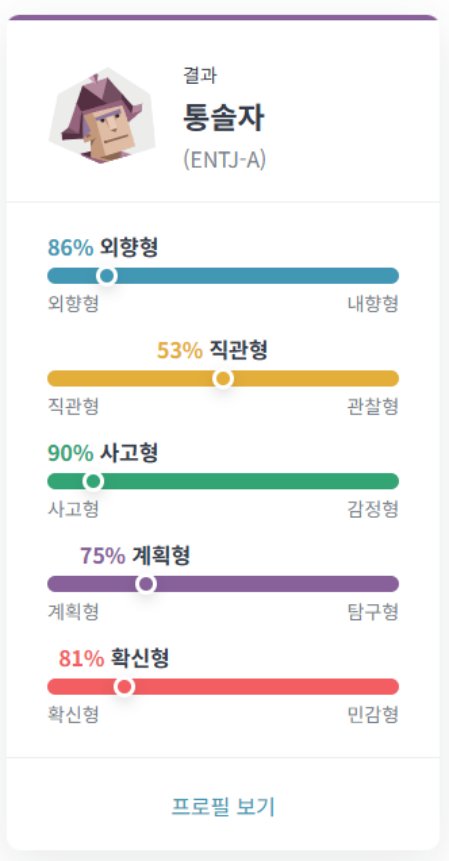 결과
통솔자
(ENTJ-A)
86% 외향형
외향형 내향형
53% 직관형
직관형 관찰형
90% 사고형
사고형 감정형
75% 계획형
계획형 탐구형
81% 확신형
확신형 민감형
프로필 보기